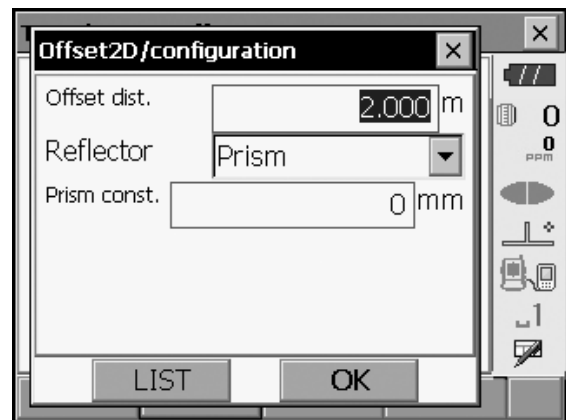 Offset2D/configuration
Offset dist. 2.000 m
Reflector Prism
Prism const. 0 mm
LIST OK
0
0
PPM
1